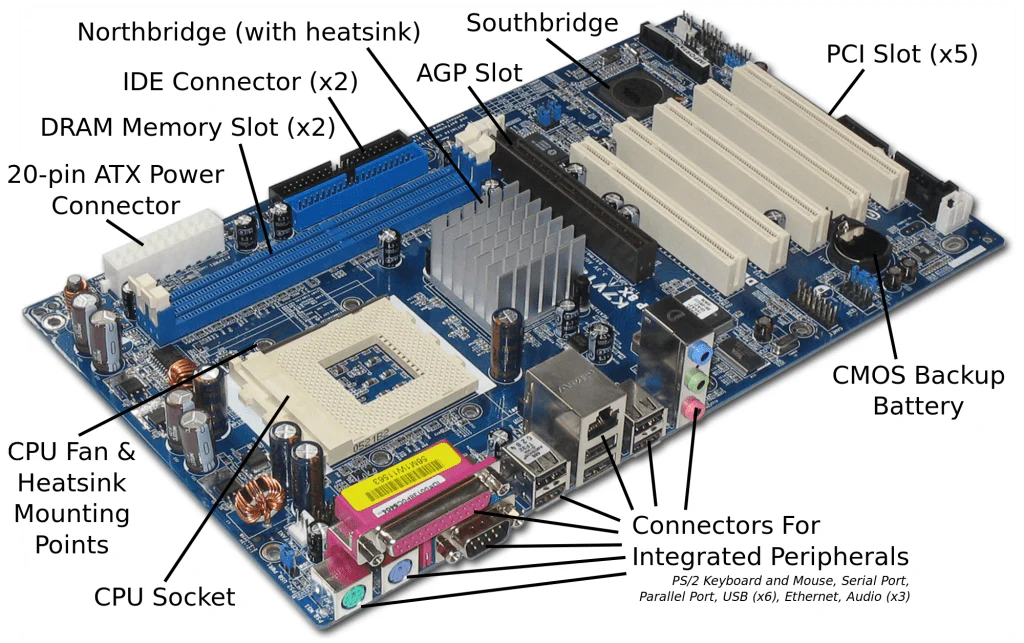 Northbridge (with heatsink)
Southbridge
PCI Slot (x5)
IDE Connector (x2)
AGP Slot
DRAM Memory Slot (x2)
20-pin ATX Power
Connector
K7V
CMOS Backup
Battery
CPU Fan &
Heatsink
Mounting
Points
CPU Socket
Connectors For
Integrated Peripherals
PS/2 Keyboard and Mouse, Serial Port,
Parallel Port, USB (x6), Ethernet, Audio (x3)